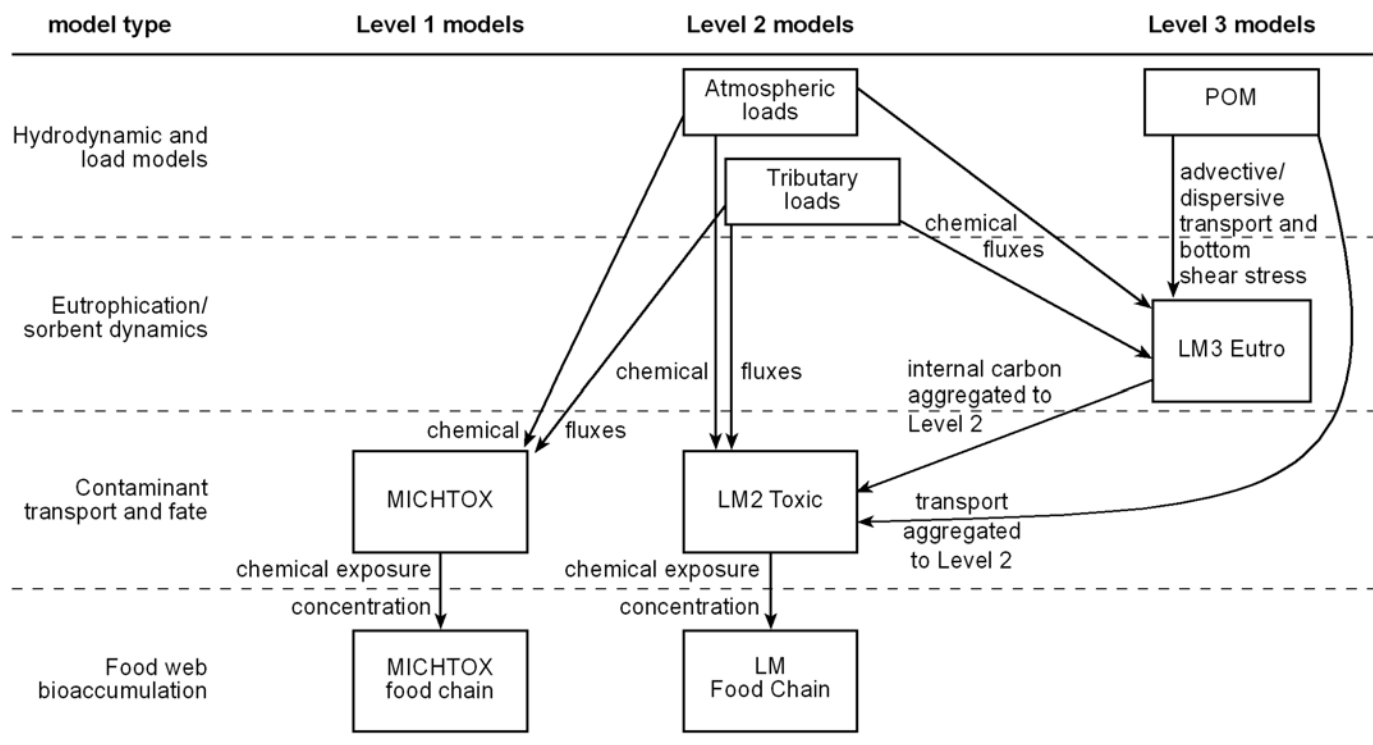 model type
Level 1 models
Level 2 models
Level 3 models
Hydrodynamic and
load models
Atmospheric
loads
Tributary
loads
POM
chemical
fluxes
advective/
dispersive
transport and
bottom
shear stress
Eutrophication/
sorbent dynamics
LM3 Eutro
chemical
fluxes
internal carbon
aggregated to
Level 2
chemical
fluxes
Contaminant
transport and fate
MICHTOX
LM2 Toxic
transport
aggregated
to Level 2
chemical exposure
concentration
chemical exposure
concentration
Food web
bioaccumulation
MICHTOX
food chain
LM
Food Chain